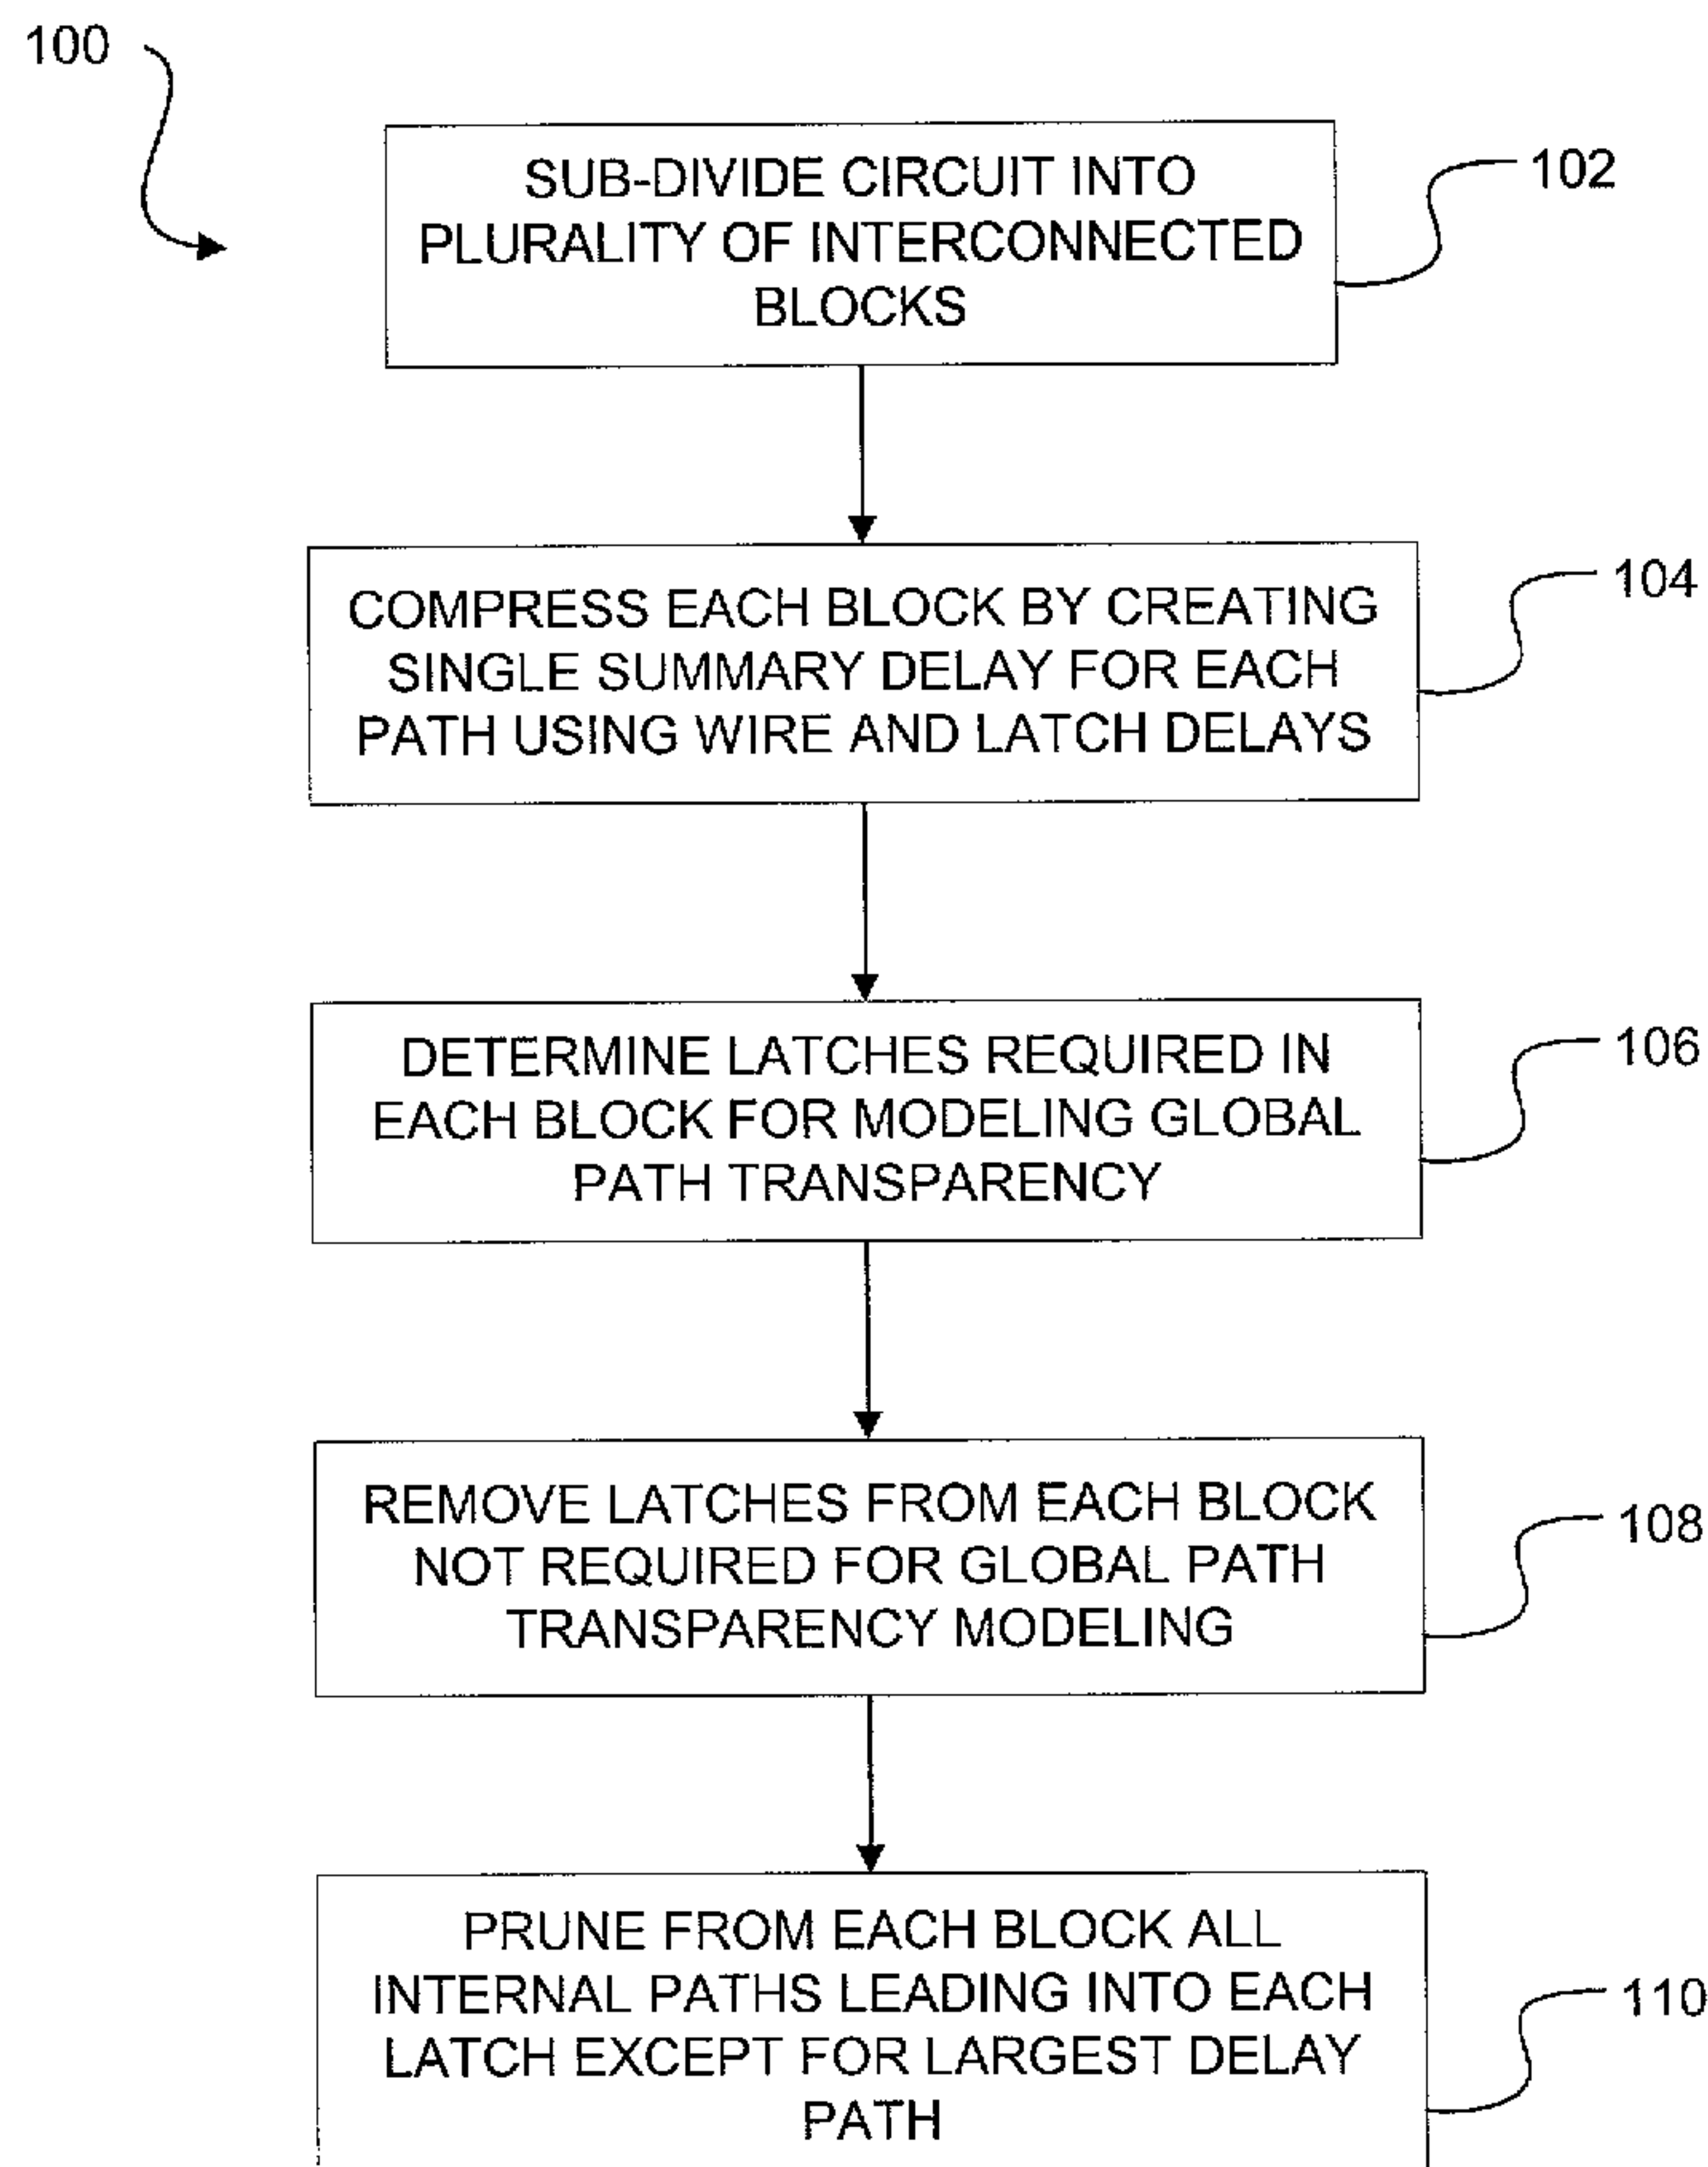 100
SUB-DIVIDE CIRCUIT INTO
PLURALITY OF INTERCONNECTED
BLOCKS
102
COMPRESS EACH BLOCK BY CREATING
SINGLE SUMMARY DELAY FOR EACH
PATH USING WIRE AND LATCH DELAYS
104
DETERMINE LATCHES REQUIRED IN
EACH BLOCK FOR MODELING GLOBAL
PATH TRANSPARENCY
106
REMOVE LATCHES FROM EACH BLOCK
NOT REQUIRED FOR GLOBAL PATH
TRANSPARENCY MODELING
108
PRUNE FROM EACH BLOCK ALL
INTERNAL PATHS LEADING INTO EACH
LATCH EXCEPT FOR LARGEST DELAY
PATH
110